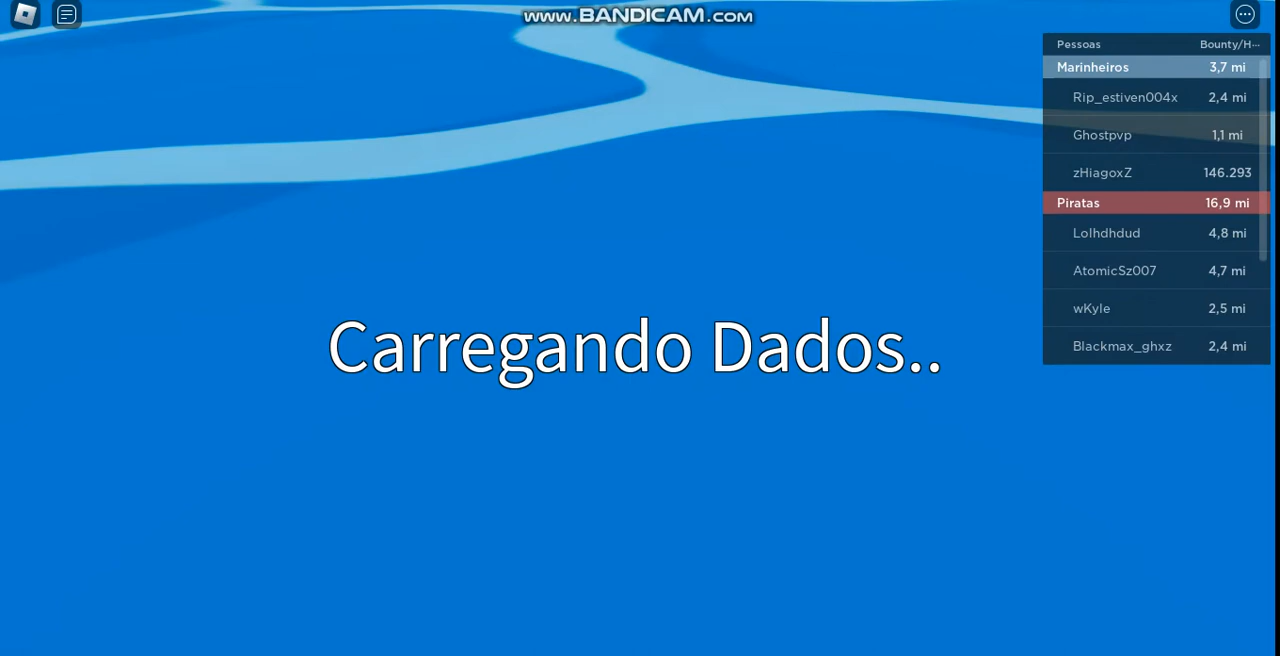 www.BANDICAM.com
Pessoas Bounty/H...
Marinheiros 3,7 mi
Rip_estiven004x 2,4 mi
Ghostpvp 1,1 mi
zHiagoxZ 146.293
Piratas 16,9 mi
Lolhdhdud 4,8 mi
AtomicSz007 4,7 mi
wKyle 2,5 mi
Blackmax_ghxz 2,4 mi
Carregando Dados..